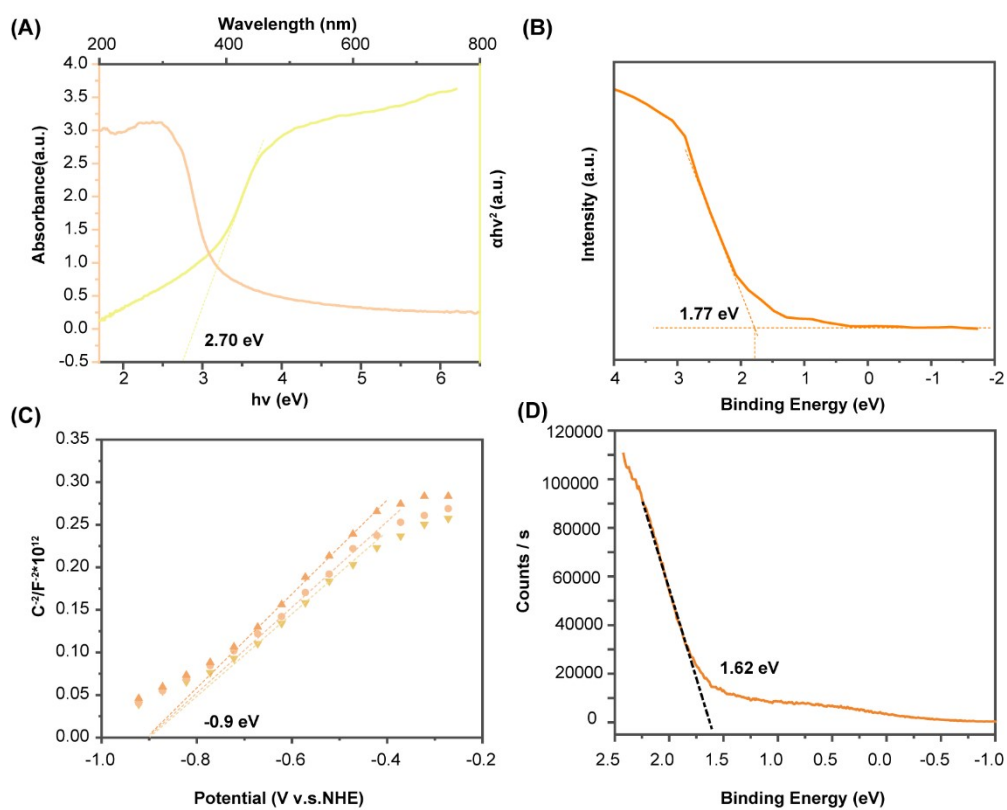 (A)
Wavelength (nm)
200 400 600 800
4.0
3.5
3.0
2.5
2.0
1.5
1.0
0.5
0.0
-0.5
Absorbance(a.u.)
αhv² (a.u.)
2.70 eV
2 3 4 5 6
hv (eV)
(B)
Intensity (a.u.)
1.77 eV
4 3 2 1 0 -1 -2
Binding Energy (eV)
(C)
0.35
0.30
0.25
0.20
0.15
0.10
0.05
0.00
C⁻²/F⁻²*10¹²
-0.9 eV
-1.0 -0.8 -0.6 -0.4 -0.2
Potential (V v.s.NHE)
(D)
120000
100000
80000
60000
40000
20000
0
Counts / s
1.62 eV
2.5 2.0 1.5 1.0 0.5 0.0 -0.5 -1.0
Binding Energy (eV)